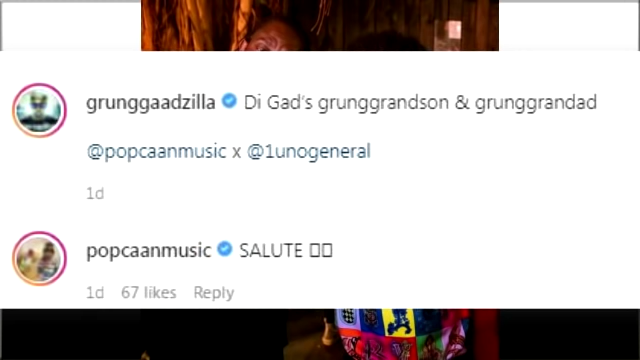 grunggaadzilla Di Gad's grunggrandson & grunggrandad
@popcaanmusic x @1unogeneral
1d
popcaanmusic SALUTE
1d 67 likes Reply